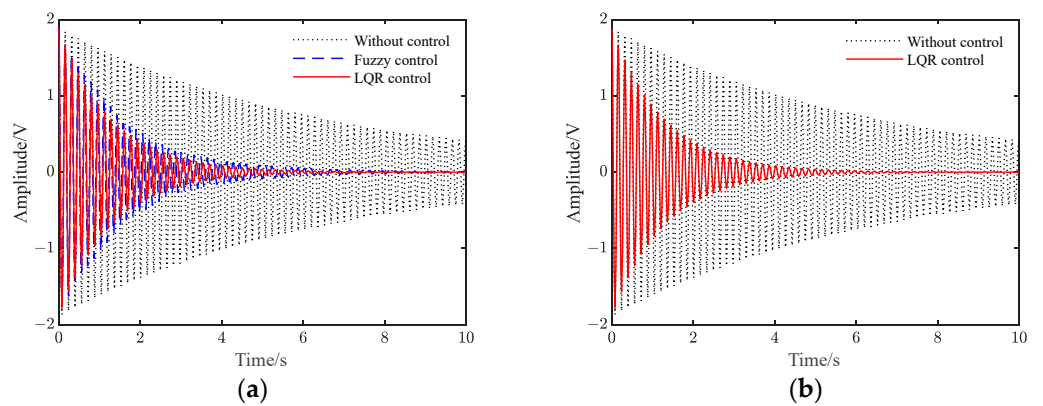 2
1
0
−1
−2
Amplitude/V
0
2
4
6
8
10
Time/s
Without control
Fuzzy control
LQR control
(a)
2
1
0
−1
−2
Amplitude/V
0
2
4
6
8
10
Time/s
Without control
LQR control
(b)